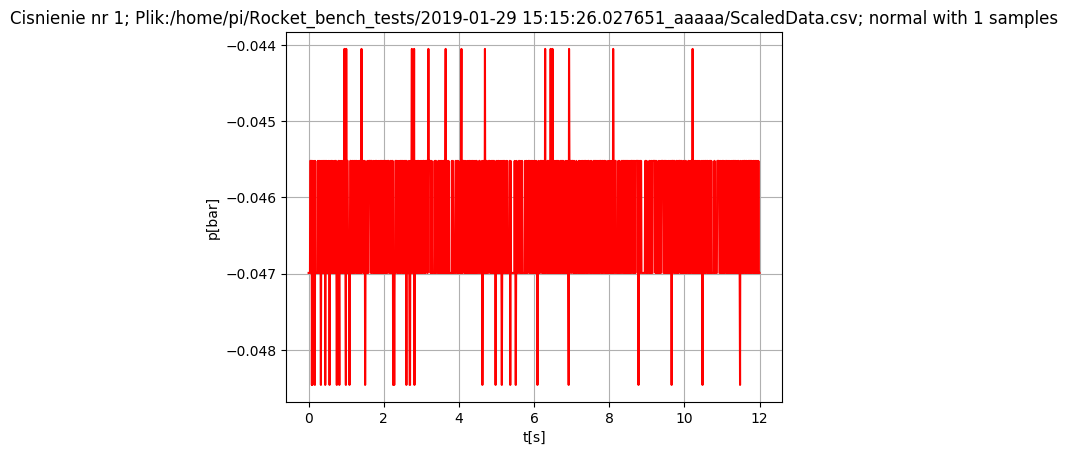 Cisnienie nr 1; Plik:/home/pi/Rocket_bench_tests/2019-01-29 15:15:26.027651_aaaaa/ScaledData.csv; normal with 1 samples
−0.044
−0.045
−0.046
−0.047
−0.048
p[bar]
0 2 4 6 8 10 12
t[s]